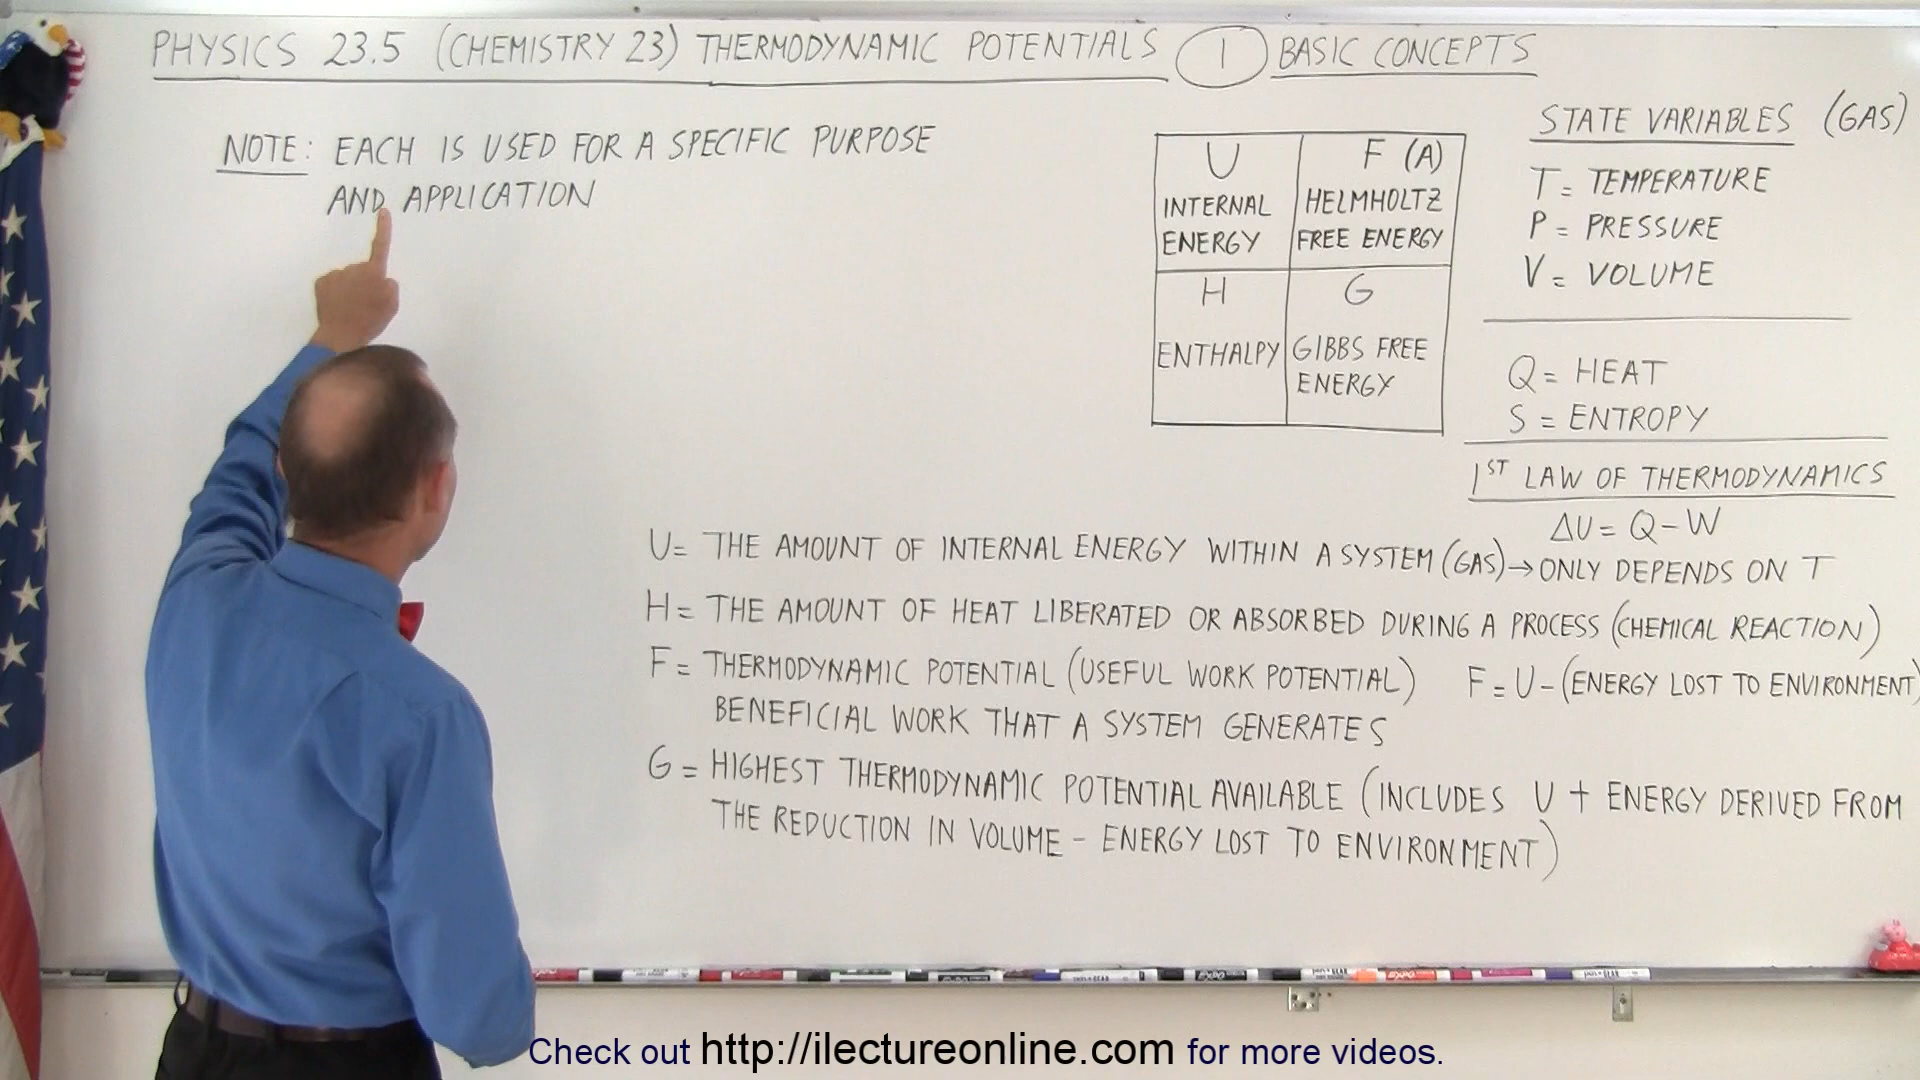 PHYSICS 23.5 (CHEMISTRY 23) THERMODYNAMIC POTENTIALS 1 BASIC CONCEPTS
NOTE: EACH IS USED FOR A SPECIFIC PURPOSE
AND APPLICATION
U
INTERNAL
ENERGY
F (A)
HELMHOLTZ
FREE ENERGY
H
ENTHALPY
G
GIBBS FREE
ENERGY
STATE VARIABLES (GAS)
T = TEMPERATURE
P = PRESSURE
V = VOLUME
Q = HEAT
S = ENTROPY
1ST LAW OF THERMODYNAMICS
ΔU = Q - W
U = THE AMOUNT OF INTERNAL ENERGY WITHIN A SYSTEM (GAS) → ONLY DEPENDS ON T
H = THE AMOUNT OF HEAT LIBERATED OR ABSORBED DURING A PROCESS (CHEMICAL REACTION)
F = THERMODYNAMIC POTENTIAL (USEFUL WORK POTENTIAL) F = U - (ENERGY LOST TO ENVIRONMENT)
BENEFICIAL WORK THAT A SYSTEM GENERATES
G = HIGHEST THERMODYNAMIC POTENTIAL AVAILABLE (INCLUDES U + ENERGY DERIVED FROM
THE REDUCTION IN VOLUME - ENERGY LOST TO ENVIRONMENT)
Check out http://ilectureonline.com for more videos.